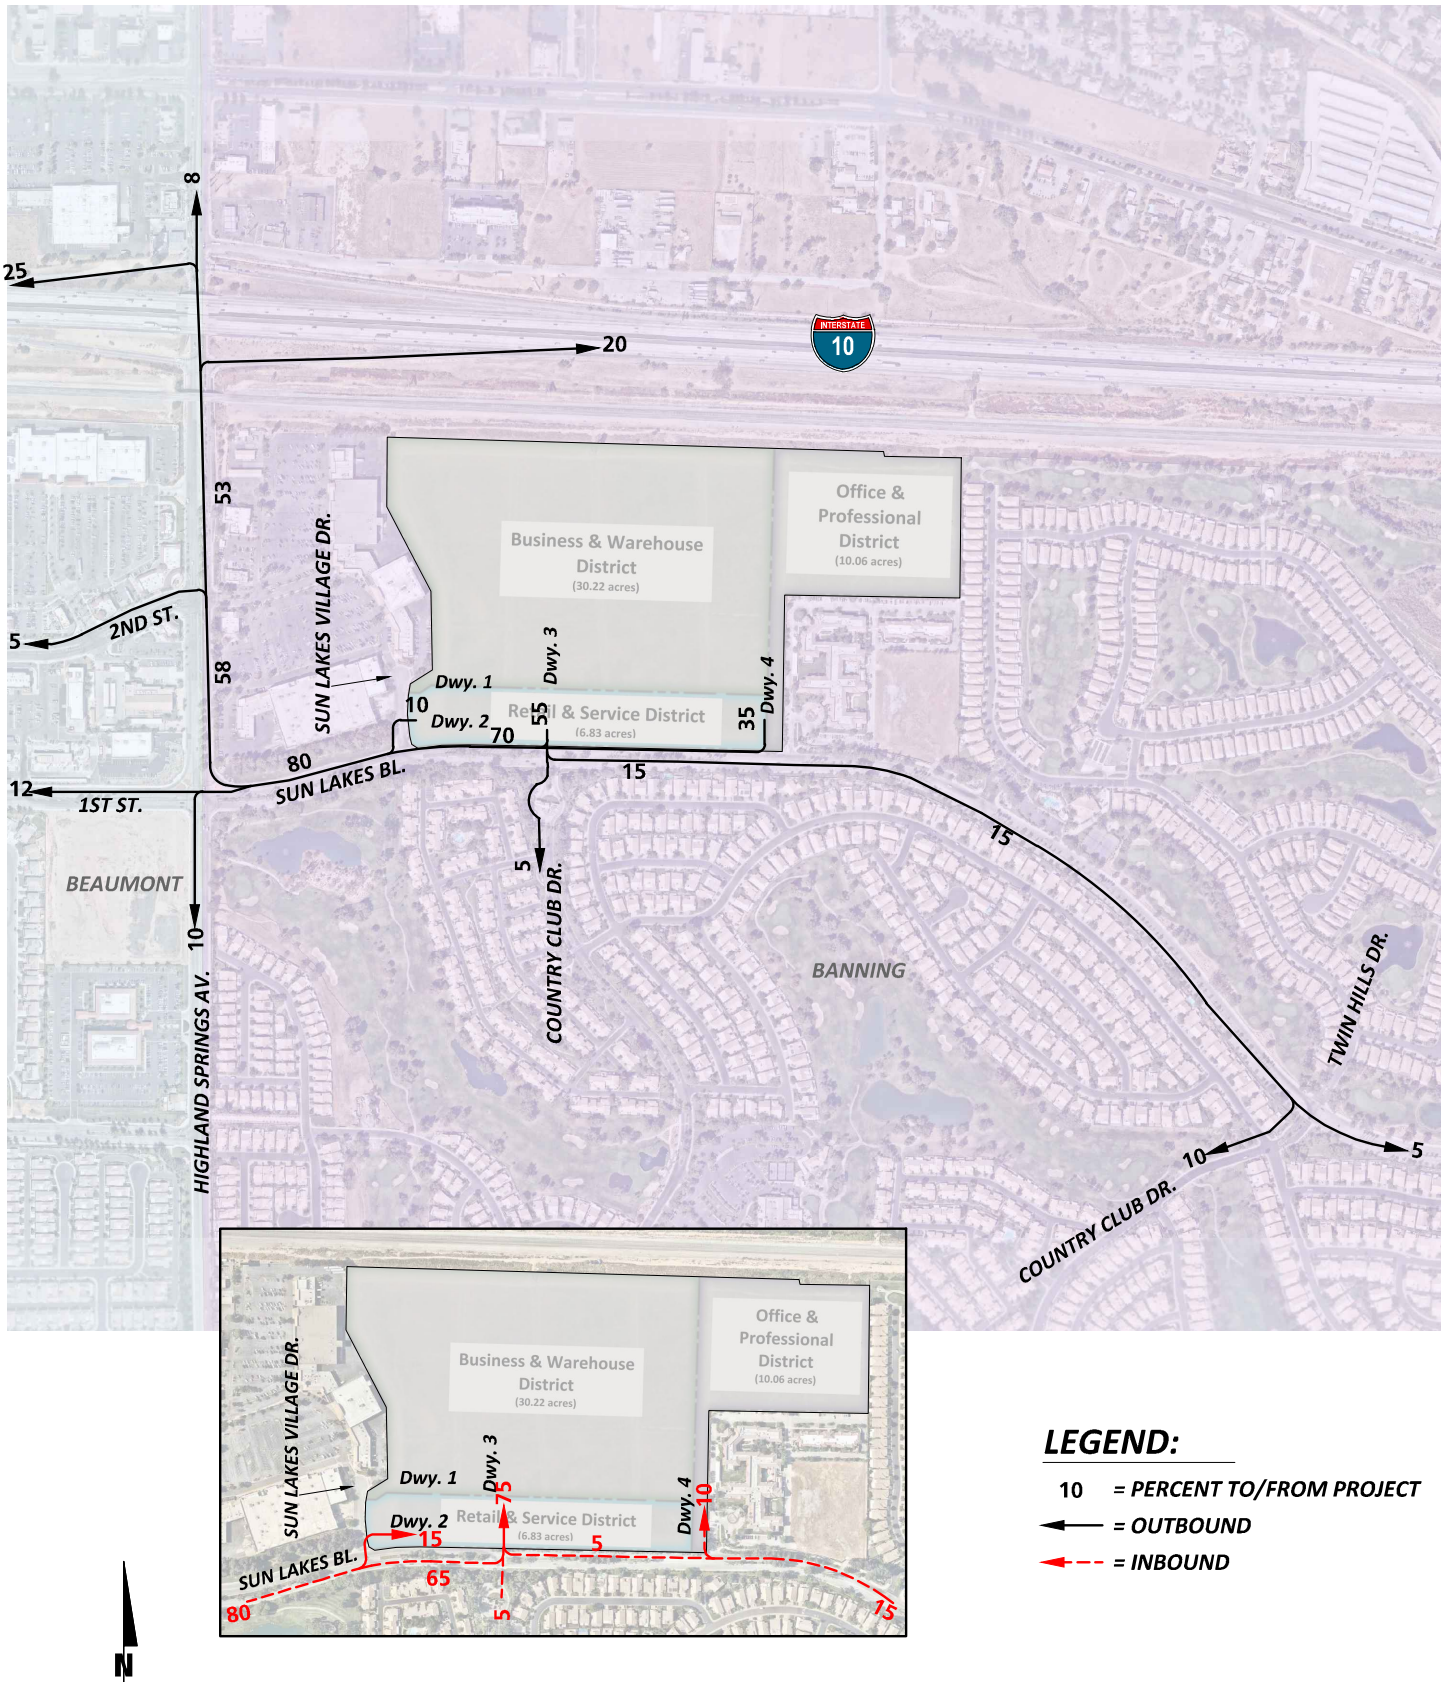 8
25
INTERSTATE
10
20
53
SUN LAKES VILLAGE DR.
Office &
Professional
District
(10.06 acres)
Business & Warehouse
District
(30.22 acres)
2ND ST.
5
58
Dwy. 3
Dwy. 4
Dwy. 1
10
Dwy. 2
Retail & Service District
(6.83 acres)
55
35
70
80
SUN LAKES BL.
15
12
1ST ST.
15
BEAUMONT
5
COUNTRY CLUB DR.
10
HIGHLAND SPRINGS AV.
BANNING
TWIN HILLS DR.
10
5
COUNTRY CLUB DR.
Office &
Professional
District
(10.06 acres)
Business & Warehouse
District
(30.22 acres)
SUN LAKES VILLAGE DR.
Dwy. 3
Dwy. 1
75
Dwy. 4
10
Dwy. 2
Retail & Service District
(6.83 acres)
15
5
SUN LAKES BL.
65
80
5
15
LEGEND:
10 = PERCENT TO/FROM PROJECT
= OUTBOUND
= INBOUND
N